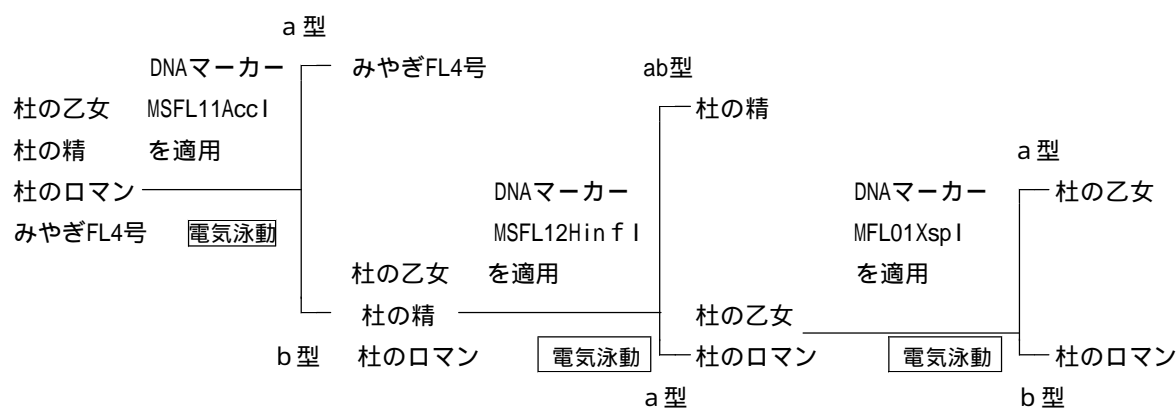 a型
DNAマーカー みやぎFL4号 ab型
杜の乙女 MSFL11AccI 杜の精
杜の精 を適用 a型
杜のロマン DNAマーカー DNAマーカー 杜の乙女
みやぎFL4号 電気泳動 MSFL12HinfI MFL01XspI
杜の乙女 を適用 を適用
杜の精 杜の乙女
b型 杜のロマン 電気泳動 杜のロマン 電気泳動 杜のロマン
a型 b型